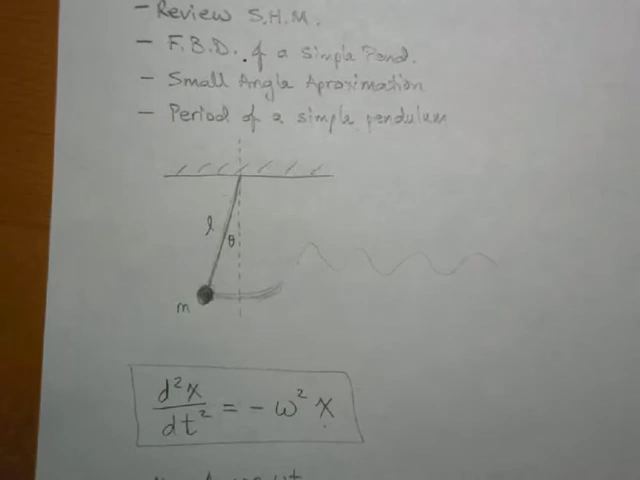 - Review S.H.M.
- F.B.D. of a Simple Pend.
- Small Angle Aproximation
- Period of a simple pendulum
l
θ
m
d²x/dt² = - ω² x